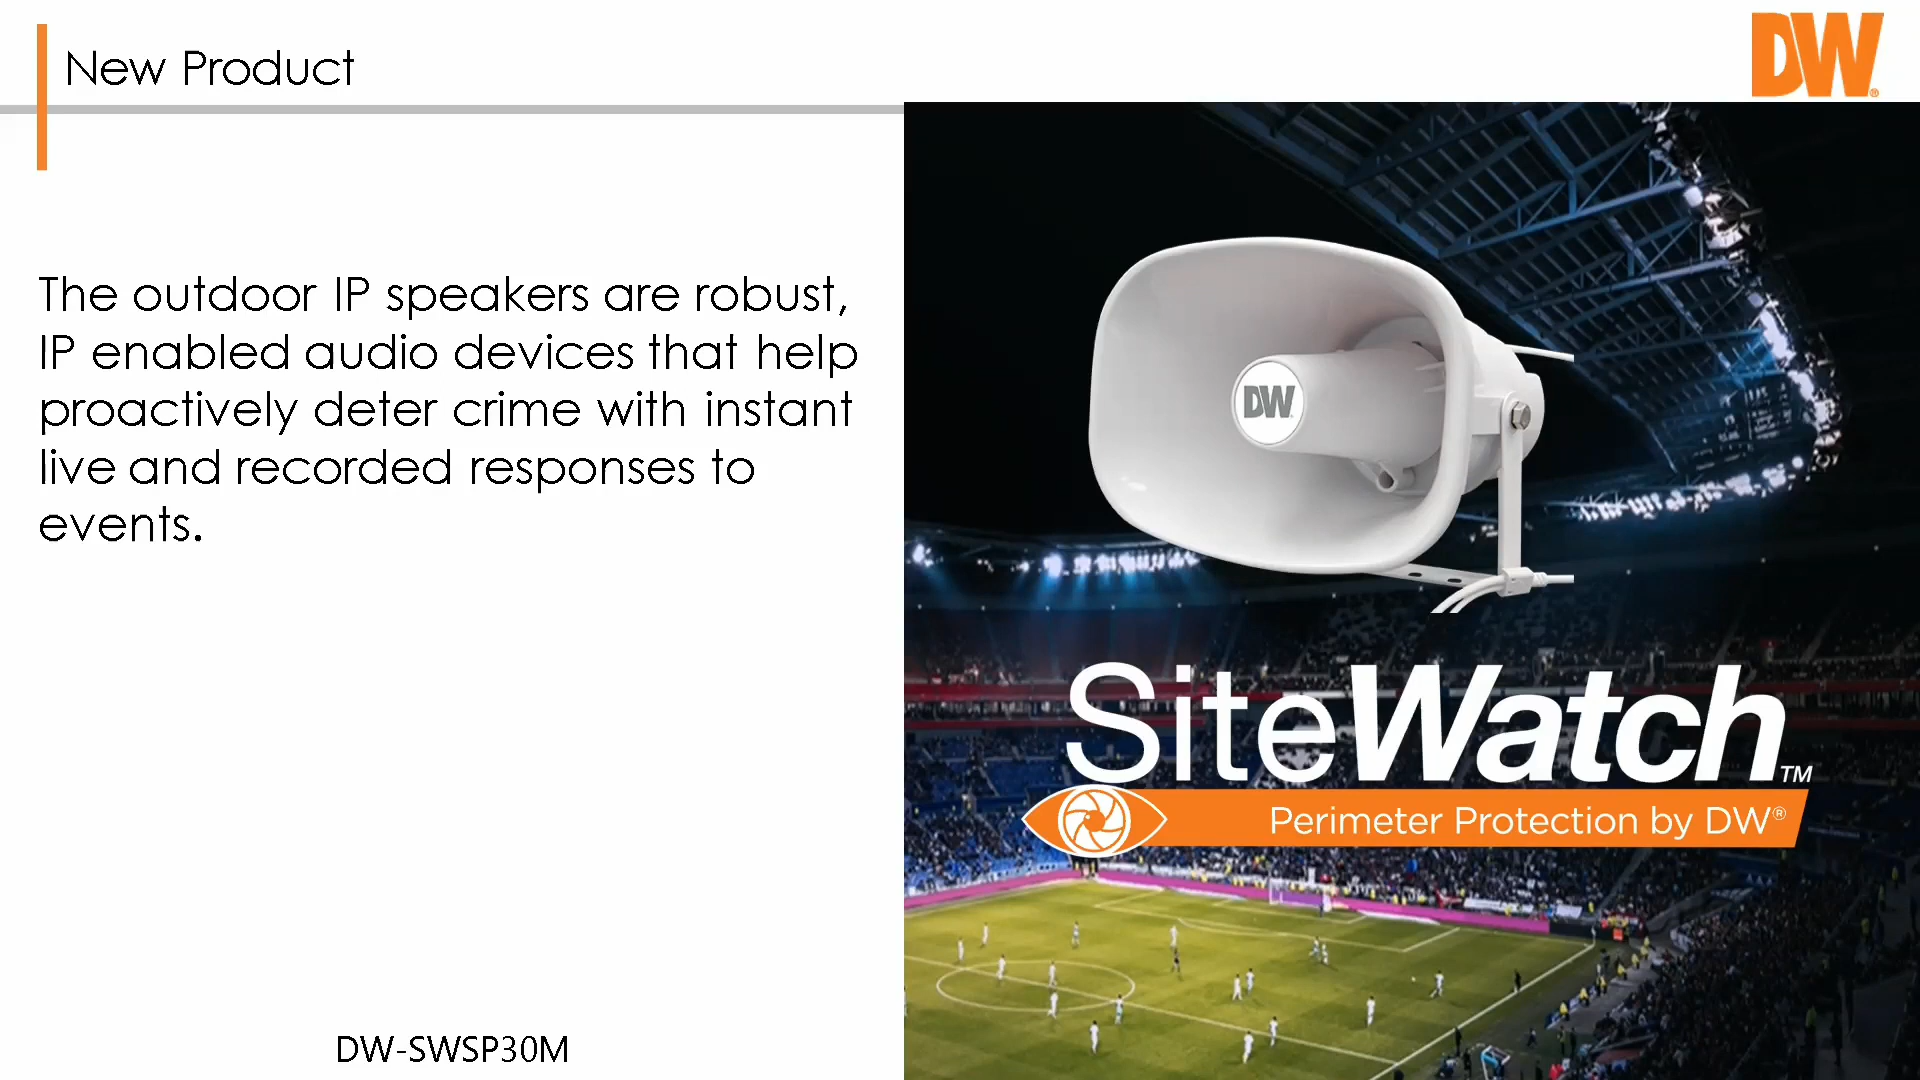 New Product
DW®
The outdoor IP speakers are robust,
IP enabled audio devices that help
proactively deter crime with instant
live and recorded responses to
events.
DW
SiteWatch™
Perimeter Protection by DW®
DW-SWSP30M